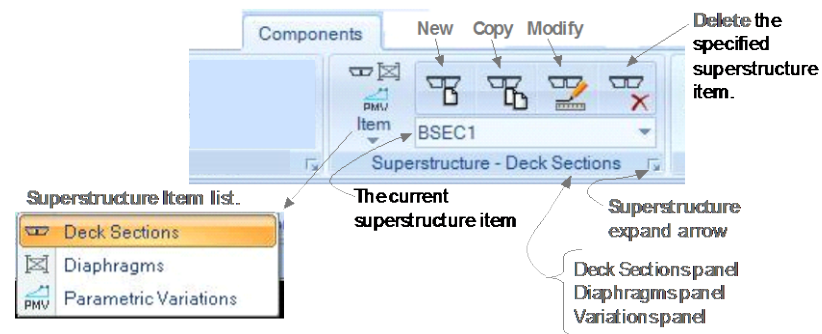 Components
New
Copy
Modify
Delete the
specified
superstructure
item.
PMV
Item
BSEC1
Superstructure - Deck Sections
Superstructure Item list.
Deck Sections
Diaphragms
PMV Parametric Variations
The current
superstructure item
Superstructure
expand arrow
Deck Sections panel
Diaphragms panel
Variations panel